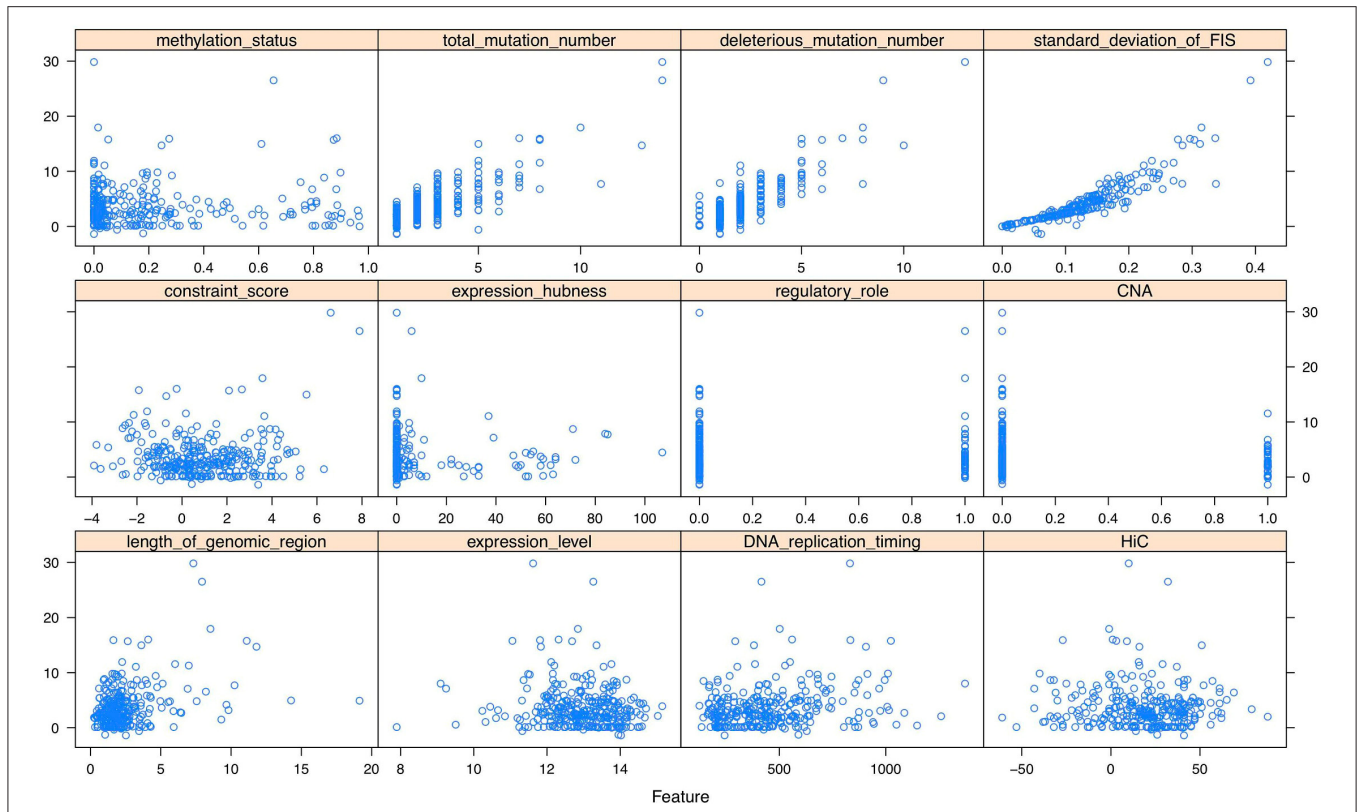 methylation_status total_mutation_number deleterious_mutation_number standard_deviation_of_FIS
30
20
10
0
0.0 0.2 0.4 0.6 0.8 1.0 5 10 0 5 10 0.0 0.1 0.2 0.3 0.4
constraint_score expression_hubness regulatory_role CNA
30
20
10
0
−4 −2 0 2 4 6 8 0 20 40 60 80 100 0.0 0.2 0.4 0.6 0.8 1.0 0.0 0.2 0.4 0.6 0.8 1.0
length_of_genomic_region expression_level DNA_replication_timing HiC
30
20
10
0
0 5 10 15 20 8 10 12 14 500 1000 −50 0 50
Feature